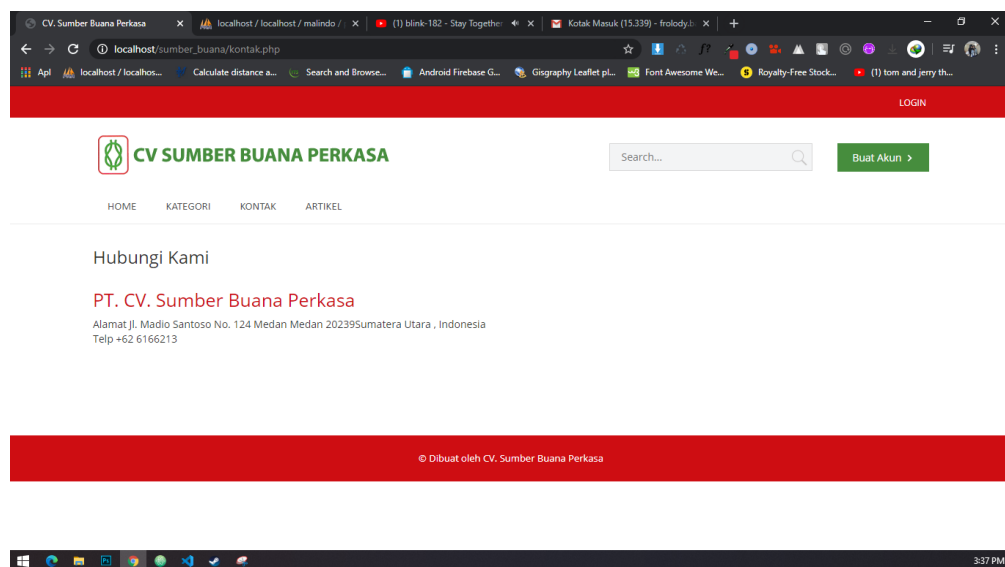 CV. Sumber Buana Perkasa
localhost / localhost / malindo /
(1) blink-182 - Stay Together
Kotak Masuk (15.339) - frolody.b
localhost/sumber_buana/kontak.php
Apl
localhost / localhos...
Calculate distance a...
Search and Browse...
Android Firebase G...
Gisgraphy Leaflet pl...
Font Awesome We...
Royalty-Free Stock...
(1) tom and jerry th...
LOGIN
CV SUMBER BUANA PERKASA
Search...
Buat Akun >
HOME KATEGORI KONTAK ARTIKEL
Hubungi Kami
PT. CV. Sumber Buana Perkasa
Alamat Jl. Madio Santoso No. 124 Medan Medan 20239Sumatera Utara , Indonesia
Telp +62 6166213
© Dibuat oleh CV. Sumber Buana Perkasa
3:37 PM